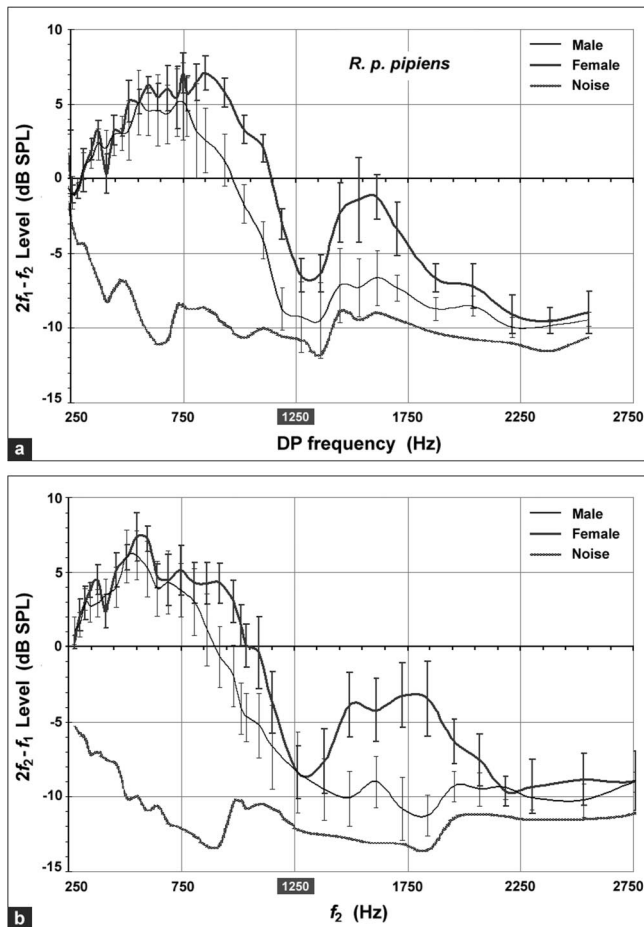 10
5
0
-5
-10
-15
2f1-f2 Level (dB SPL)
R. p. pipiens
Male
Female
Noise
250 750 1250 1750 2250 2750
DP frequency (Hz)
a
10
5
0
-5
-10
-15
2f2-f1 Level (dB SPL)
Male
Female
Noise
250 750 1250 1750 2250 2750
f2 (Hz)
b